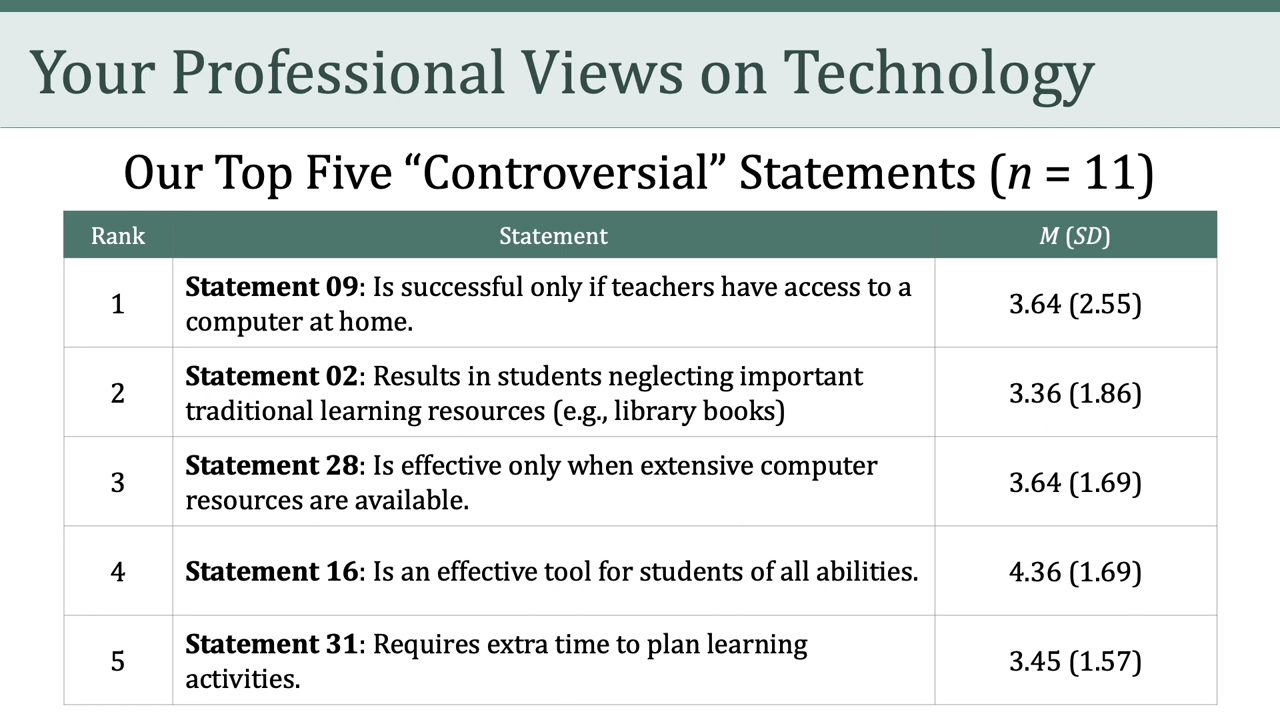 Your Professional Views on Technology
Our Top Five “Controversial” Statements (n = 11)
Rank Statement M (SD)
1 Statement 09: Is successful only if teachers have access to a
computer at home. 3.64 (2.55)
2 Statement 02: Results in students neglecting important
traditional learning resources (e.g., library books) 3.36 (1.86)
3 Statement 28: Is effective only when extensive computer
resources are available. 3.64 (1.69)
4 Statement 16: Is an effective tool for students of all abilities. 4.36 (1.69)
5 Statement 31: Requires extra time to plan learning
activities. 3.45 (1.57)